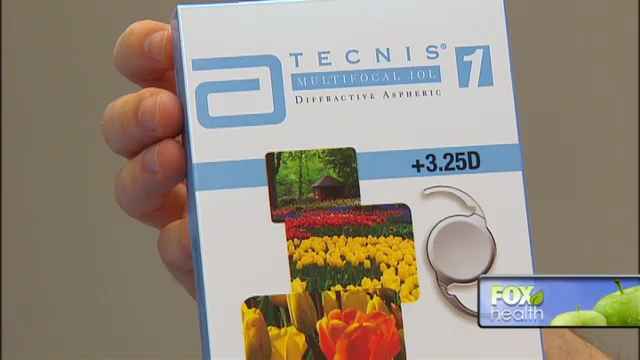 TECNIS®
MULTIFOCAL IOL
1
DIFFRACTIVE ASPHERIC
+3.25D
FOX
health